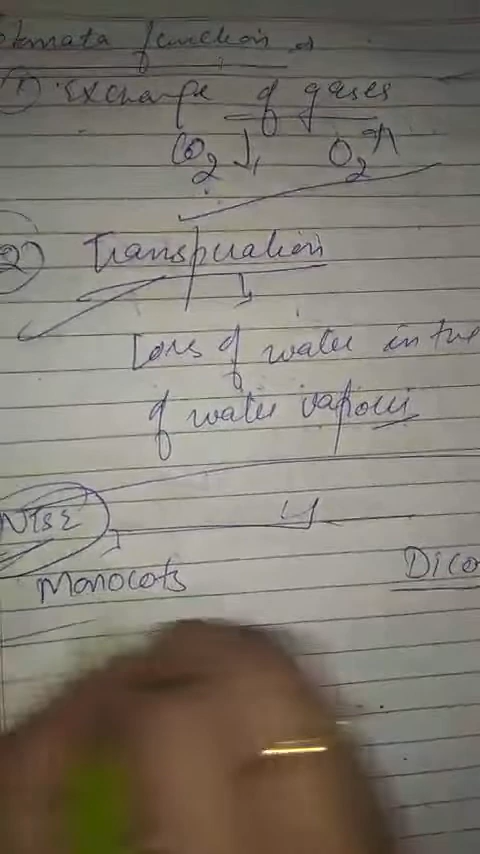 Stomata function
① Exchange of gases
CO2 ↓, O2 ↑
② Transpiration
Loss of water in the
of water vapour
NTSE
Monocots Dico